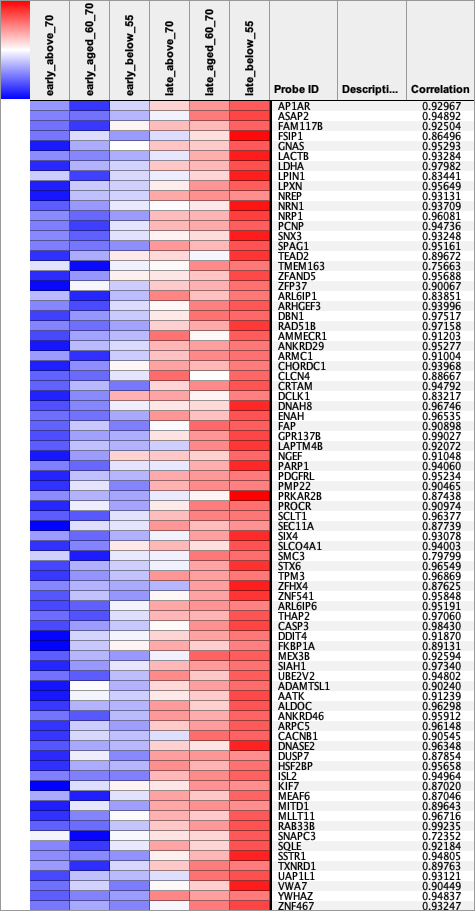 early_above_70 early_aged_60_70 early_below_55 late_above_70 late_aged_60_70 late_below_55 Probe ID Descripti... Correlation
AP1AR 0.92967
ASAP2 0.94892
FAM117B 0.92504
FSIP1 0.86496
GNAS 0.95293
LACTB 0.93284
LDHA 0.97982
LPIN1 0.83441
LPXN 0.95649
NREP 0.93131
NRN1 0.93709
NRP1 0.96081
PCNP 0.94736
SNX3 0.93248
SPAG1 0.95161
TEAD2 0.89672
TMEM163 0.75663
ZFAND5 0.95688
ZFP37 0.90067
ARL6IP1 0.83851
ARHGEF3 0.93996
DBN1 0.97517
RAD51B 0.97158
AMMECR1 0.91203
ANKRD29 0.95277
ARMC1 0.91004
CHORDC1 0.93968
CLCN4 0.88667
CRTAM 0.94792
DCLK1 0.83217
DNAH8 0.96746
ENAH 0.96535
FAP 0.90898
GPR137B 0.99027
LAPTM4B 0.92072
NGEF 0.91048
PARP1 0.94060
PDGFRL 0.95234
PMP22 0.90465
PRKAR2B 0.87438
PROCR 0.90974
SCLT1 0.96377
SEC11A 0.87739
SIX4 0.93078
SLCO4A1 0.94003
SMC3 0.79799
STX6 0.96549
TPM3 0.96869
ZFHX4 0.87625
ZNF541 0.95848
ARL6IP6 0.95191
THAP2 0.97060
CASP3 0.98430
DDIT4 0.91870
FKBP1A 0.89131
MEX3B 0.92594
SIAH1 0.97340
UBE2V2 0.94802
ADAMTSL1 0.90240
AATK 0.91239
ALDOC 0.96298
ANKRD46 0.95912
ARPC5 0.96148
CACNB1 0.90545
DNASE2 0.96348
DUSP7 0.87854
HSF2BP 0.95658
ISL2 0.94964
KIF7 0.87020
MEAF6 0.87046
MITD1 0.89643
MLLT11 0.96716
RAB33B 0.99235
SNAPC3 0.72352
SQLE 0.92184
SSTR1 0.94805
TXNRD1 0.89763
UAP1L1 0.93121
VWA7 0.90449
YWHAZ 0.94837
ZNF467 0.93247